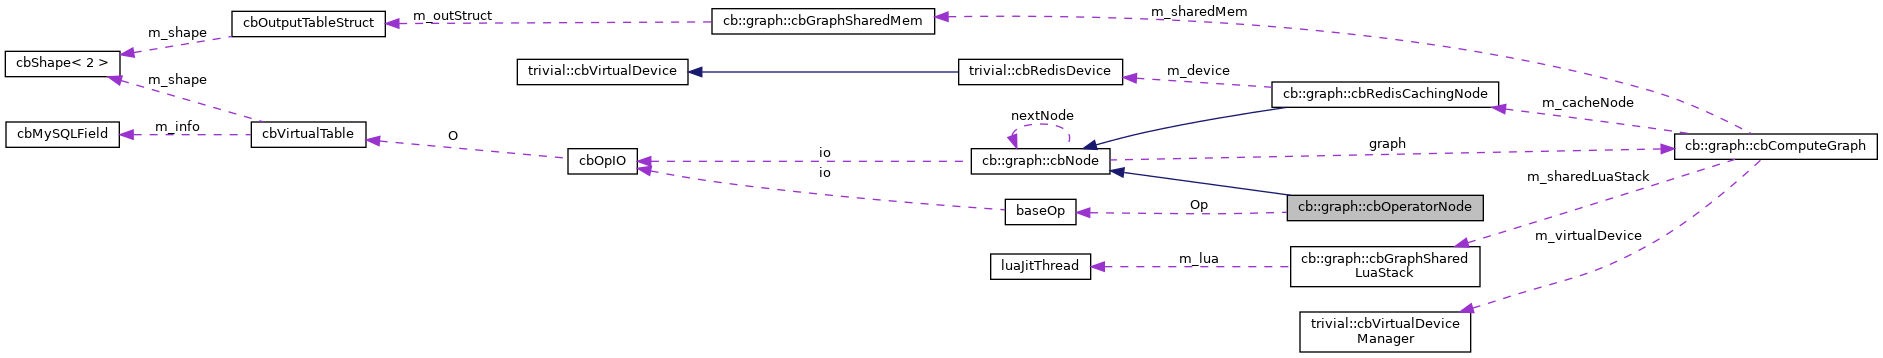 cbOutputTableStruct
m_outStruct
cb::graph::cbGraphSharedMem
m_sharedMem
m_shape
cbShape< 2 >
trivial::cbVirtualDevice
trivial::cbRedisDevice
m_device
m_shape
cb::graph::cbRedisCachingNode
m_cacheNode
nextNode
cbMySQLField
m_info
cbVirtualTable
O
cbOpIO
io
io
cb::graph::cbNode
graph
cb::graph::cbComputeGraph
m_sharedLuaStack
baseOp
Op
cb::graph::cbOperatorNode
m_virtualDevice
luaJitThread
m_lua
cb::graph::cbGraphShared
LuaStack
trivial::cbVirtualDevice
Manager